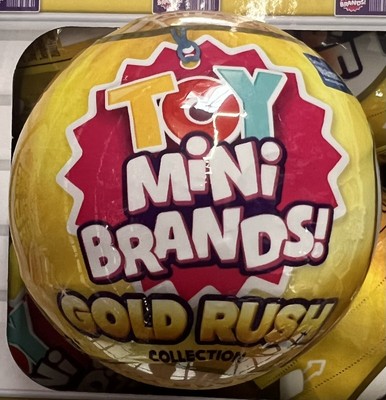 TOY
MiNi
BRANDS!
GOLD RUSH
COLLECTION